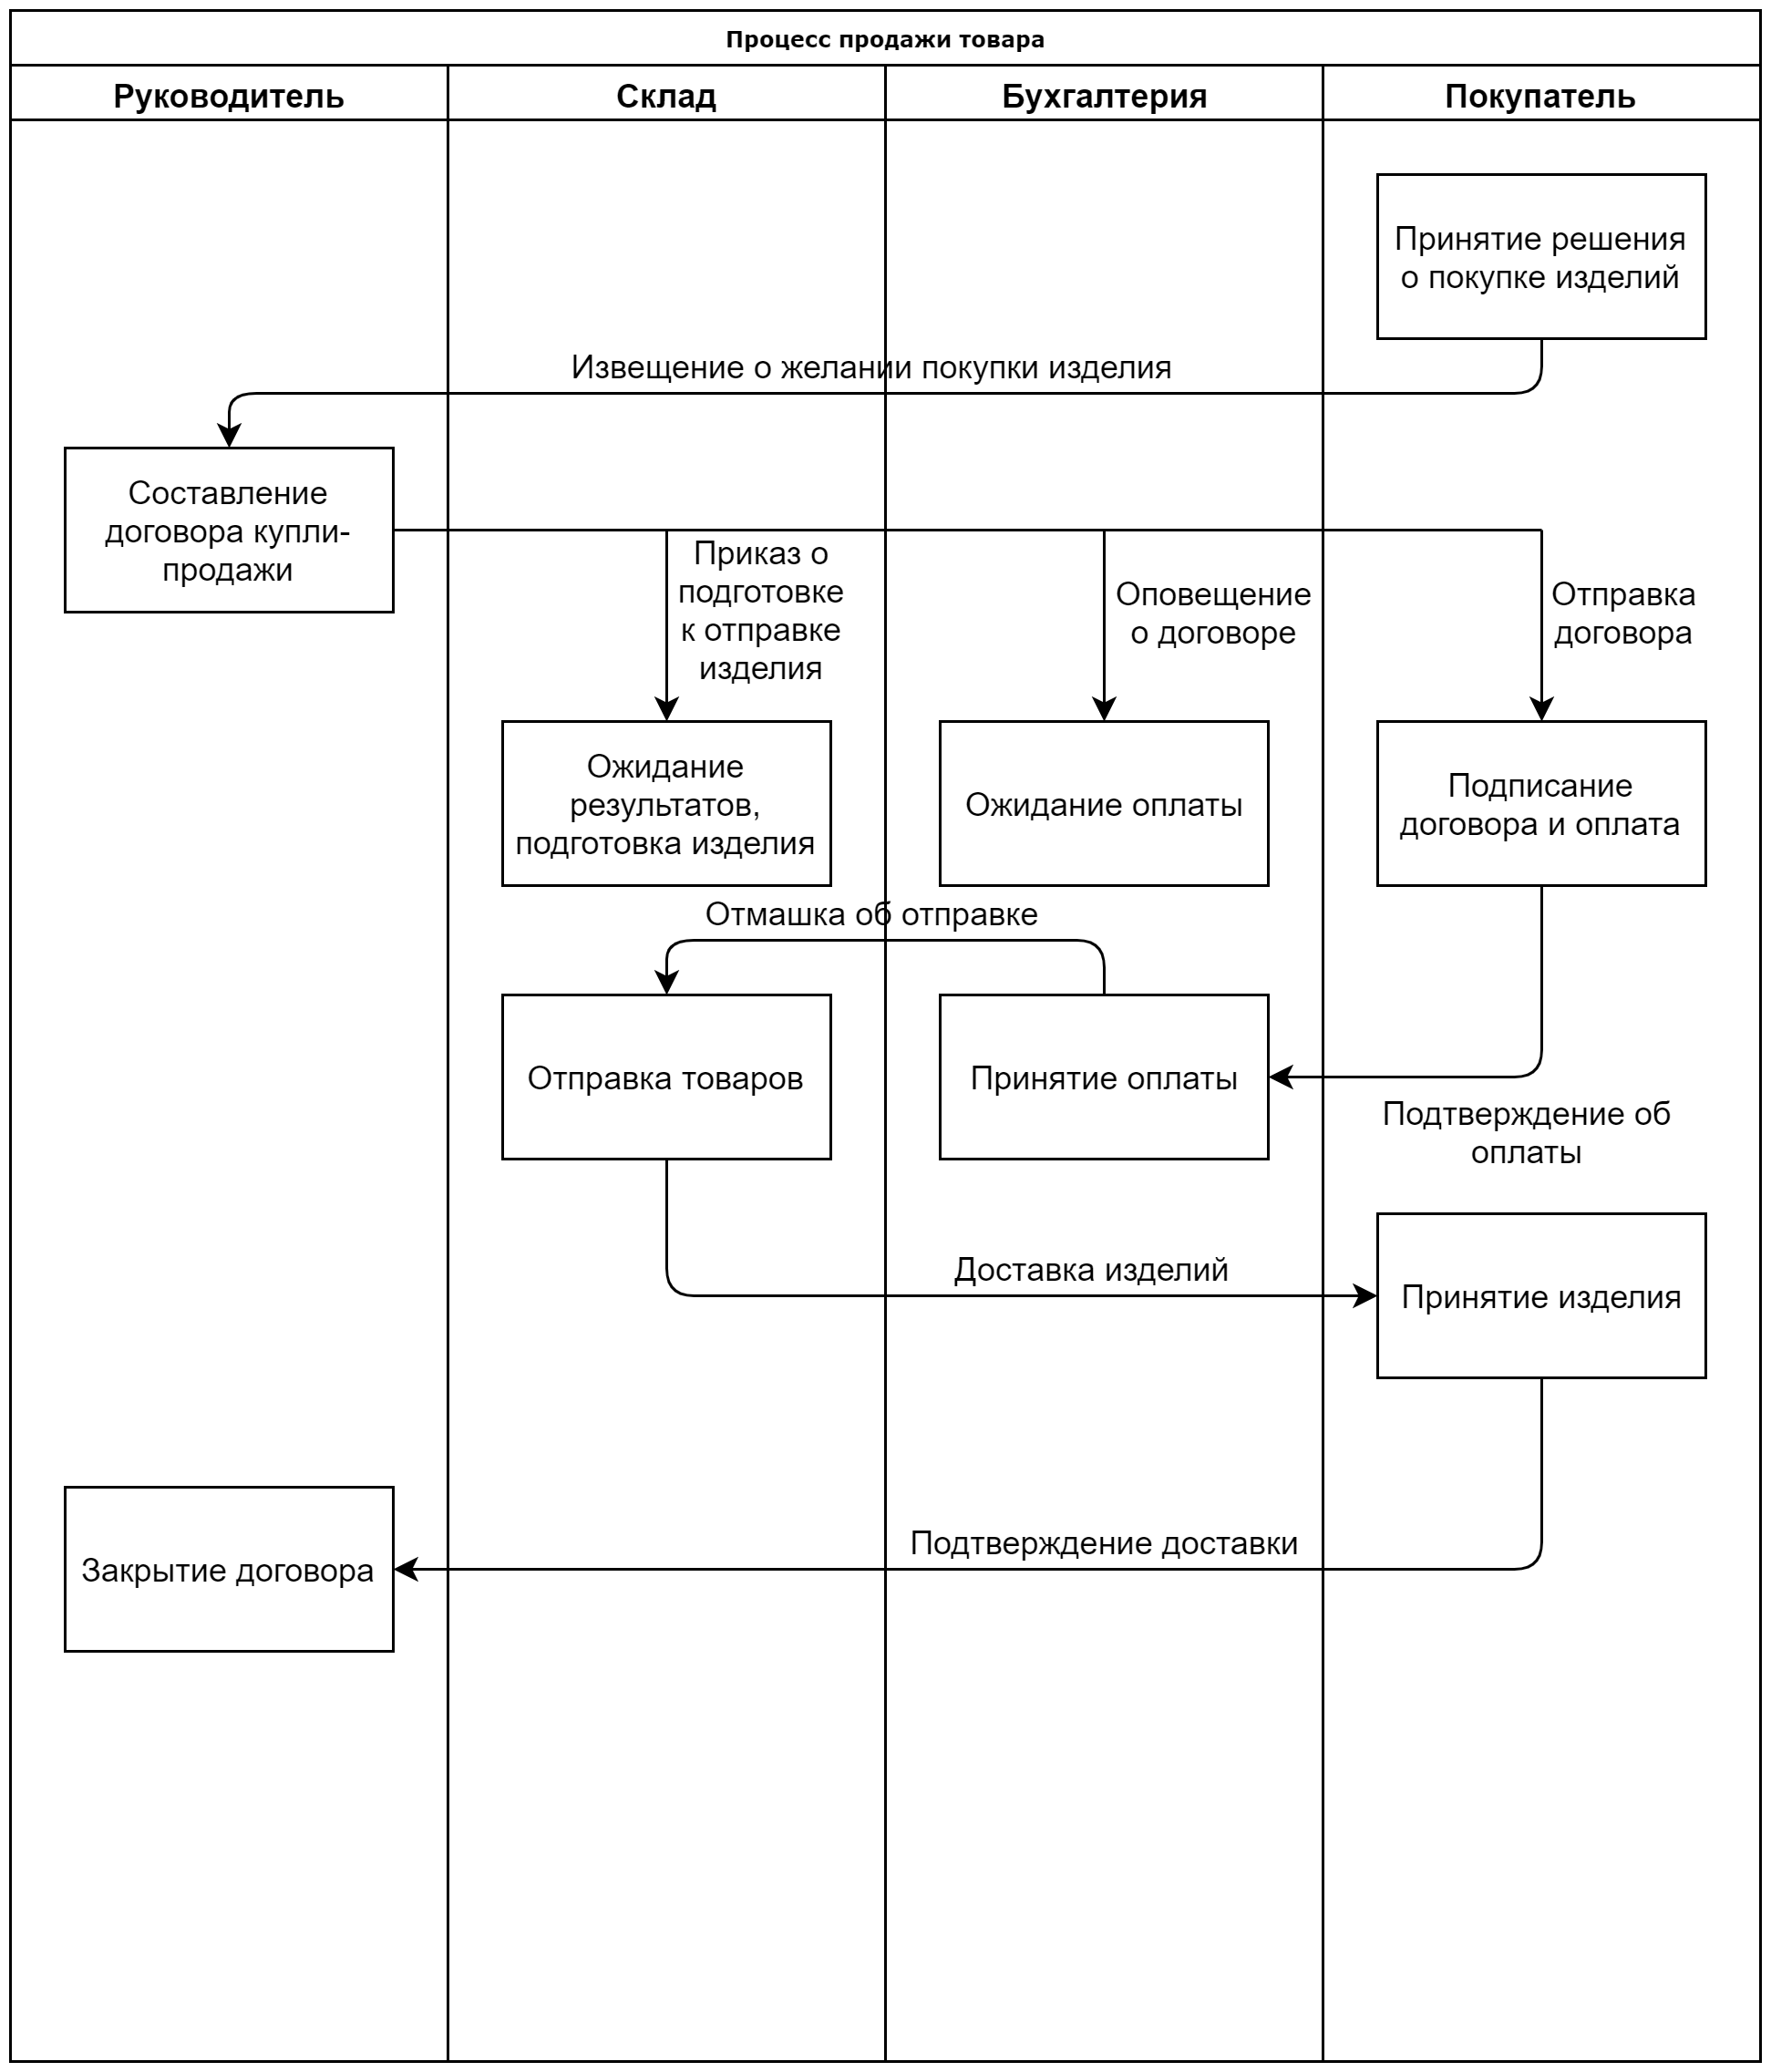 Процесс продажи товара
Руководитель
Склад
Бухгалтерия
Покупатель
Принятие решения
о покупке изделий
Извещение о желании покупки изделия
Составление
договора купли-
продажи
Приказ о
подготовке
к отправке
изделия
Оповещение
о договоре
Отправка
договора
Ожидание
результатов,
подготовка изделия
Ожидание оплаты
Подписание
договора и оплата
Отмашка об отправке
Отправка товаров
Принятие оплаты
Подтверждение об
оплаты
Доставка изделий
Принятие изделия
Подтверждение доставки
Закрытие договора